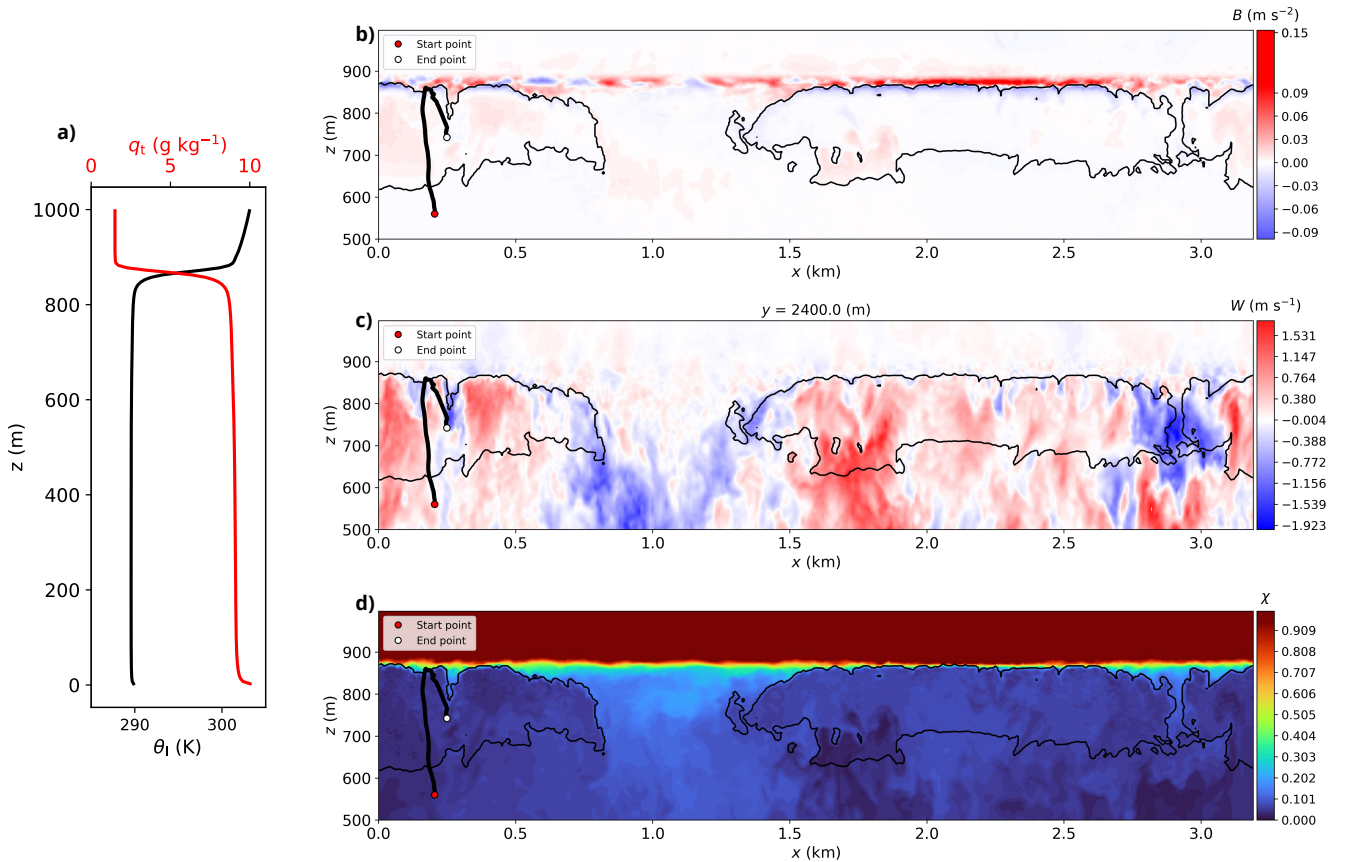 a)
qt (g kg−1)
0 5 10
1000
800
600
400
200
0
z (m)
290 300
θl (K)
b)
Start point
End point
B (m s−2)
900
800
700
600
500
z (m)
0.0 0.5 1.0 1.5 2.0 2.5 3.0
x (km)
0.15
0.09
0.06
0.03
0.00
−0.03
−0.06
−0.09
c)
y = 2400.0 (m)
Start point
End point
W (m s−1)
900
800
700
600
500
z (m)
0.0 0.5 1.0 1.5 2.0 2.5 3.0
x (km)
1.531
1.147
0.764
0.380
−0.004
−0.388
−0.772
−1.156
−1.539
−1.923
d)
Start point
End point
χ
900
800
700
600
500
z (m)
0.0 0.5 1.0 1.5 2.0 2.5 3.0
x (km)
0.909
0.808
0.707
0.606
0.505
0.404
0.303
0.202
0.101
0.000